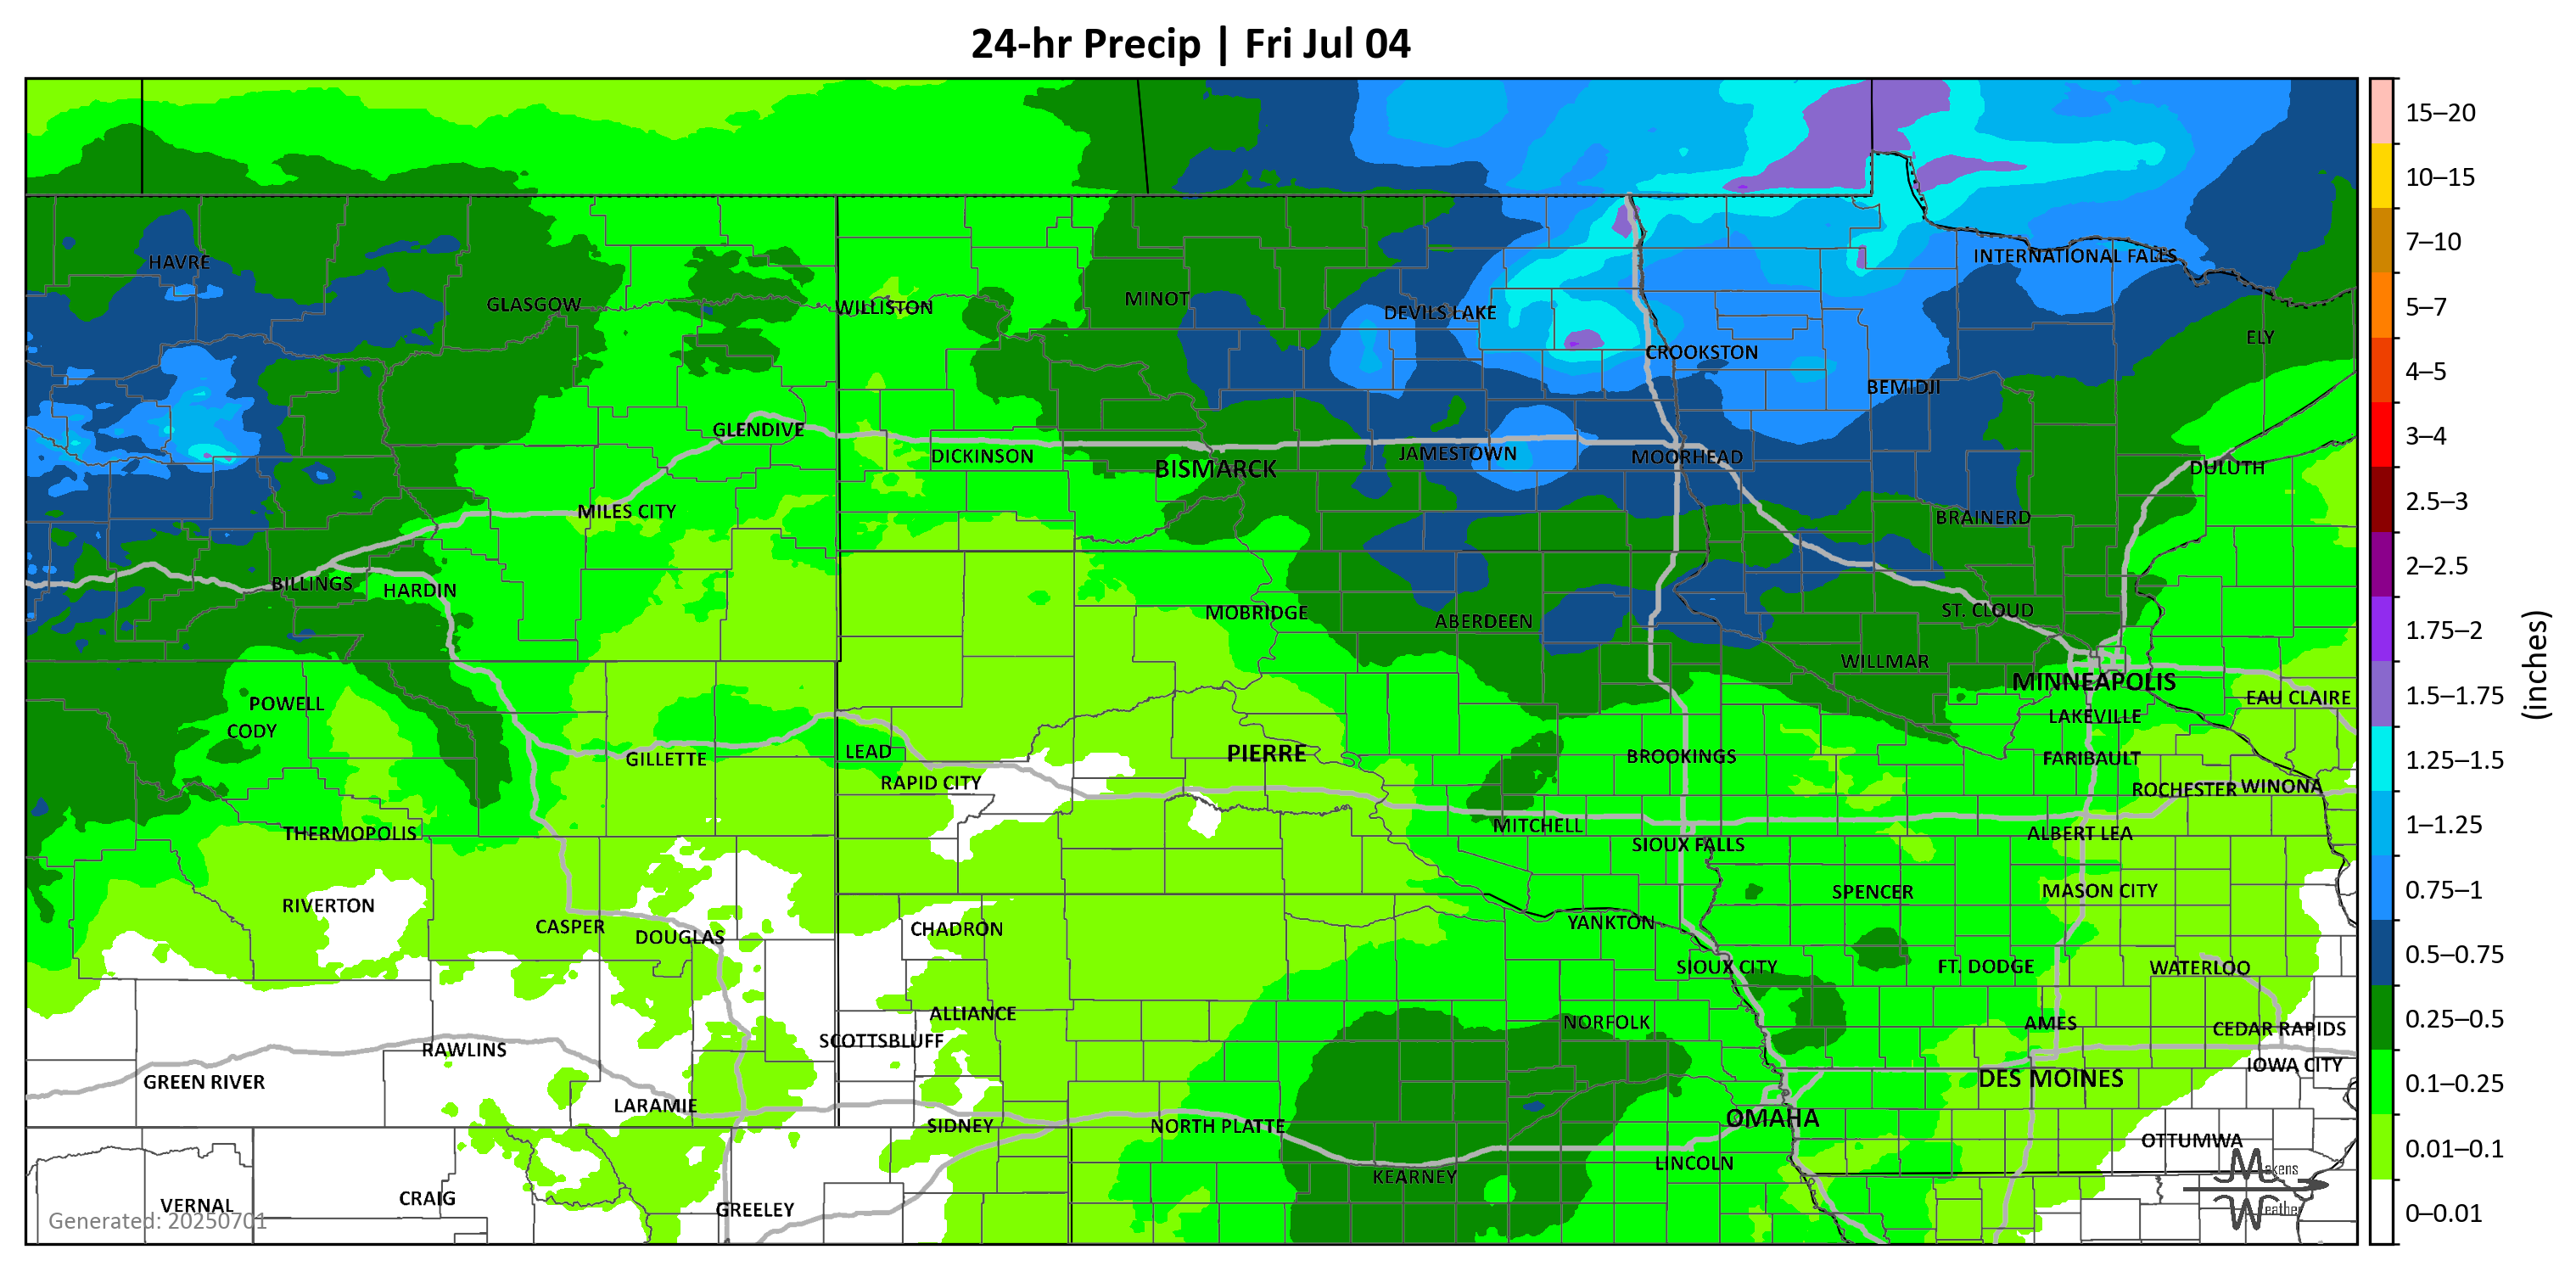 24-hr Precip | Fri Jul 04
HAVRE
GLASGOW
WILLISTON
MINOT
DEVILS LAKE
INTERNATIONAL FALLS
ELY
CROOKSTON
BEMIDJI
GLENDIVE
DICKINSON
BISMARCK
JAMESTOWN
MOORHEAD
DULUTH
MILES CITY
BRAINERD
BILLINGS
HARDIN
MOBRIDGE
ABERDEEN
ST. CLOUD
WILLMAR
MINNEAPOLIS
EAU CLAIRE
POWELL
CODY
LAKEVILLE
GILLETTE
LEAD
RAPID CITY
PIERRE
BROOKINGS
FARIBAULT
ROCHESTER
WINONA
THERMOPOLIS
MITCHELL
SIOUX FALLS
ALBERT LEA
RIVERTON
CASPER
DOUGLAS
CHADRON
YANKTON
SPENCER
MASON CITY
SIOUX CITY
FT. DODGE
WATERLOO
ALLIANCE
SCOTTSBLUFF
NORFOLK
AMES
CEDAR RAPIDS
RAWLINS
GREEN RIVER
IOWA CITY
DES MOINES
LARAMIE
SIDNEY
NORTH PLATTE
OMAHA
OTTUMWA
KEARNEY
LINCOLN
VERNAL
CRAIG
GREELEY
Generated: 20250701
Makens
Weather
15–20
10–15
7–10
5–7
4–5
3–4
2.5–3
2–2.5
1.75–2
1.5–1.75
1.25–1.5
1–1.25
0.75–1
0.5–0.75
0.25–0.5
0.1–0.25
0.01–0.1
0–0.01
(inches)